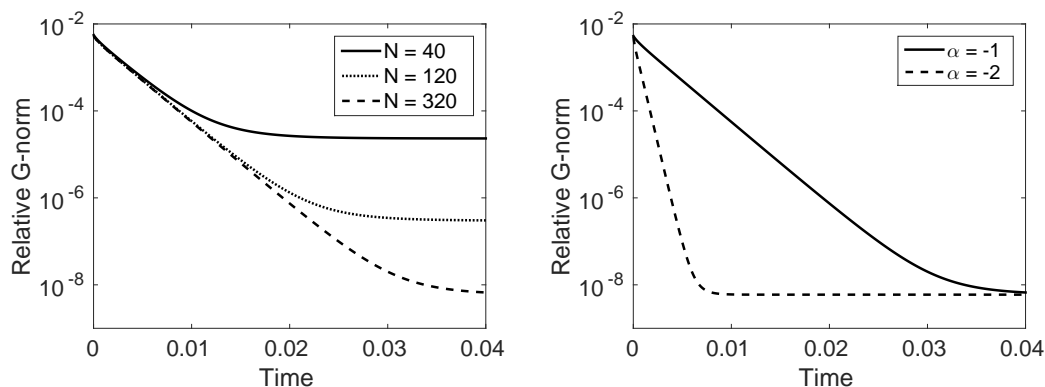 10^-2
10^-4
10^-6
10^-8
Relative G-norm
N = 40
N = 120
N = 320
0 0.01 0.02 0.03 0.04
Time
10^-2
10^-4
10^-6
10^-8
Relative G-norm
α = -1
α = -2
0 0.01 0.02 0.03 0.04
Time